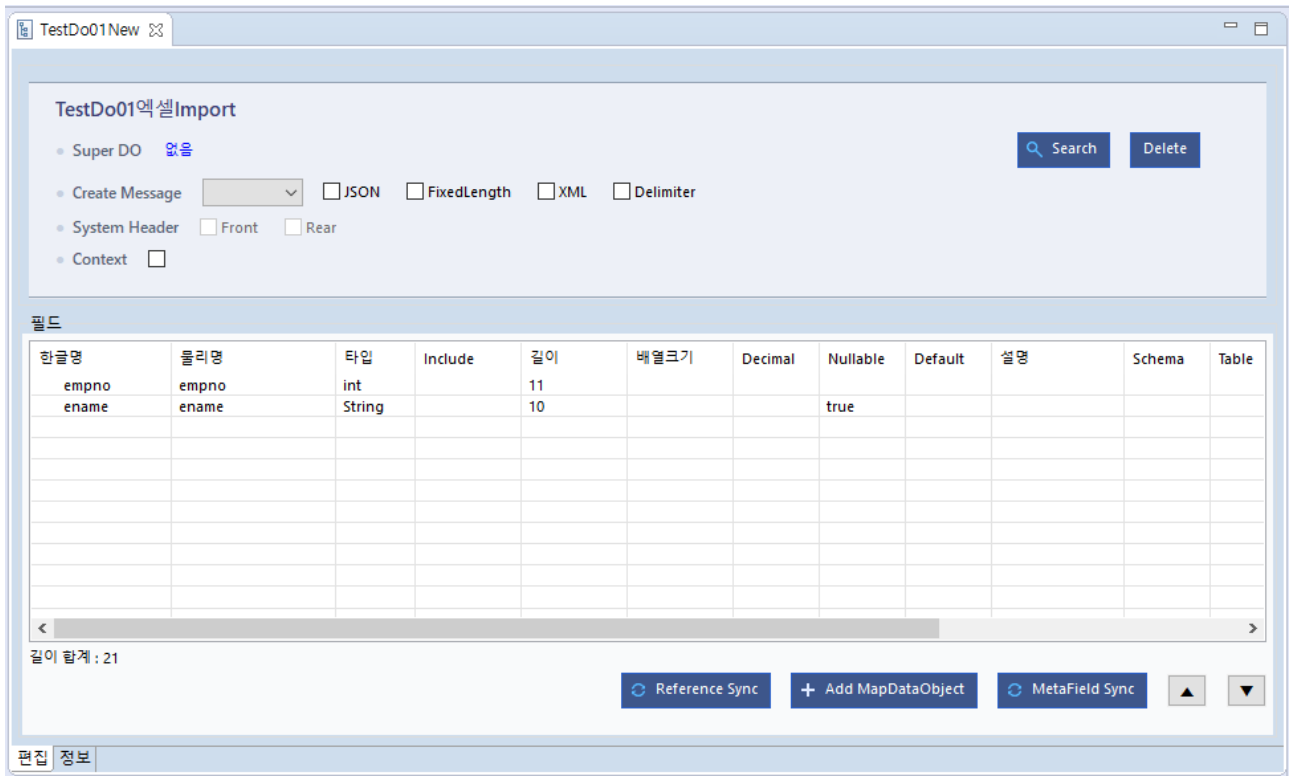 TestDo01New
TestDo01엑셀Import
Super DO 없음 Search Delete
Create Message JSON FixedLength XML Delimiter
System Header Front Rear
Context
필드
한글명 물리명 타입 Include 길이 배열크기 Decimal Nullable Default 설명 Schema Table
empno empno int 11
ename ename String 10 true
길이 합계 : 21
Reference Sync + Add MapDataObject MetaField Sync ▲ ▼
편집 정보